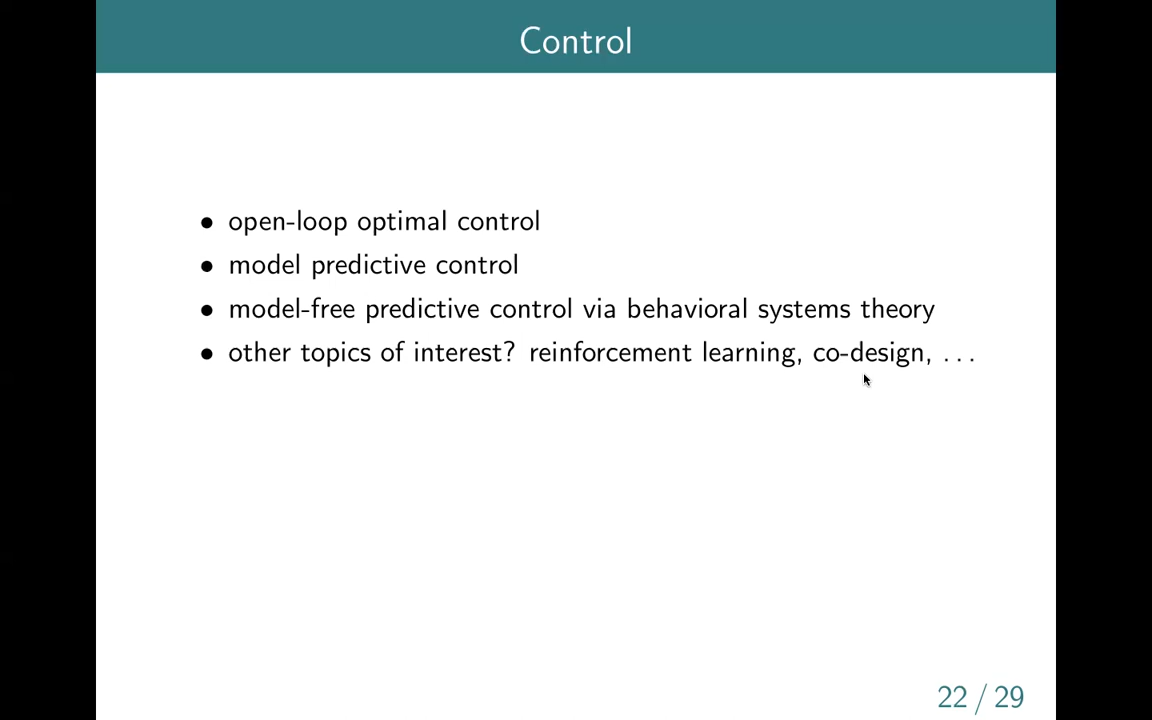 Control
• open-loop optimal control
• model predictive control
• model-free predictive control via behavioral systems theory
• other topics of interest? reinforcement learning, co-design, . . .
22 / 29